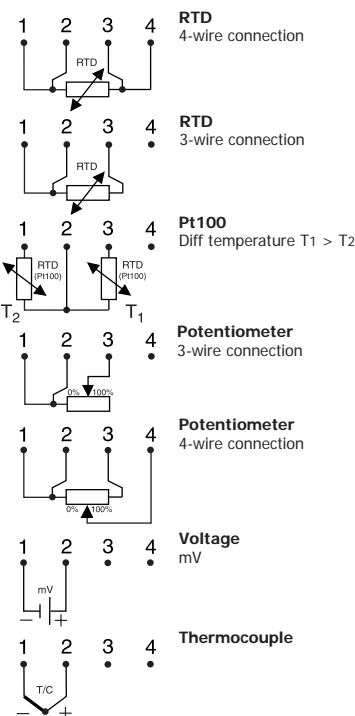 1 2 3 4
RTD
4-wire connection
RTD
1 2 3 4
RTD
3-wire connection
RTD
1 2 3 4
Pt100
Diff temperature T1 > T2
RTD
(Pt100)
RTD
(Pt100)
T2
T1
1 2 3 4
Potentiometer
3-wire connection
0% 100%
1 2 3 4
Potentiometer
4-wire connection
0% 100%
1 2 3 4
Voltage
mV
mV
– +
1 2 3 4
Thermocouple
T/C
– +